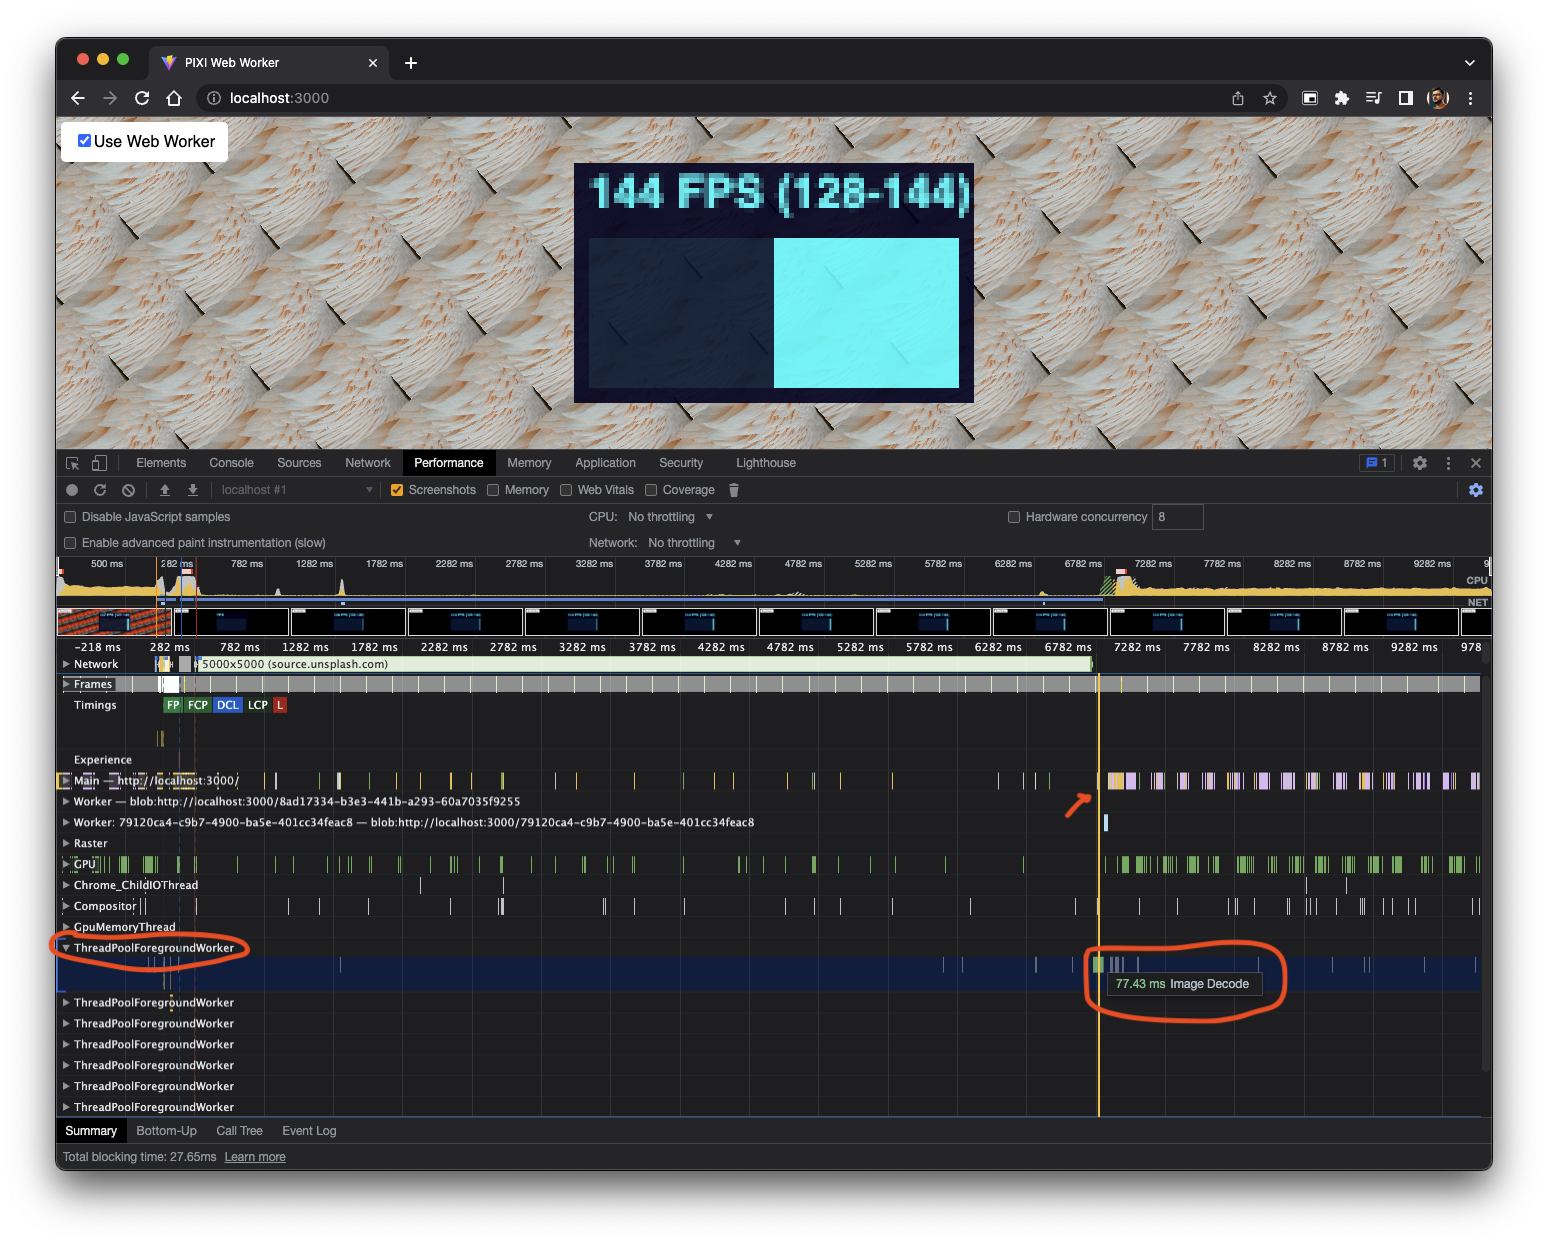 PIXI Web Worker
localhost:3000
Use Web Worker
144 FPS (128-144)
Elements Console Sources Network Performance Memory Application Security Lighthouse 1
localhost #1 Screenshots Memory Web Vitals Coverage
Disable JavaScript samples CPU: No throttling Hardware concurrency 8
Enable advanced paint instrumentation (slow) Network: No throttling
500 ms 282 ms 782 ms 1282 ms 1782 ms 2282 ms 2782 ms 3282 ms 3782 ms 4282 ms 4782 ms 5282 ms 5782 ms 6282 ms 6782 ms 7282 ms 7782 ms 8282 ms 8782 ms 9282 ms 9
CPU
NET
-218 ms 282 ms 782 ms 1282 ms 1782 ms 2282 ms 2782 ms 3282 ms 3782 ms 4282 ms 4782 ms 5282 ms 5782 ms 6282 ms 6782 ms 7282 ms 7782 ms 8282 ms 8782 ms 9282 ms 978
Network 5000x5000 (source.unsplash.com)
Frames
Timings FP FCP DCL LCP L
Experience
Main — http://localhost:3000/
Worker — blob:http://localhost:3000/8ad17334-b3e3-441b-a293-60a7035f9255
Worker: 79120ca4-c9b7-4900-ba5e-401cc34feac8 — blob:http://localhost:3000/79120ca4-c9b7-4900-ba5e-401cc34feac8
Raster
GPU
Chrome_ChildIOThread
Compositor
GpuMemoryThread
ThreadPoolForegroundWorker
77.43 ms Image Decode
ThreadPoolForegroundWorker
ThreadPoolForegroundWorker
ThreadPoolForegroundWorker
ThreadPoolForegroundWorker
ThreadPoolForegroundWorker
ThreadPoolForegroundWorker
Summary Bottom-Up Call Tree Event Log
Total blocking time: 27.65ms Learn more